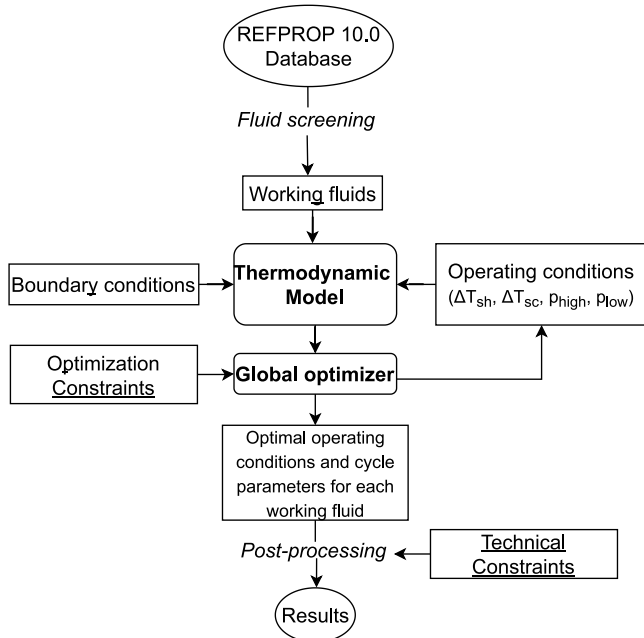 REFPROP 10.0
Database
Fluid screening
Working fluids
Boundary conditions
Thermodynamic
Model
Operating conditions
(ΔTsh, ΔTsc, phigh, plow)
Optimization
Constraints
Global optimizer
Optimal operating
conditions and cycle
parameters for each
working fluid
Post-processing
Technical
Constraints
Results